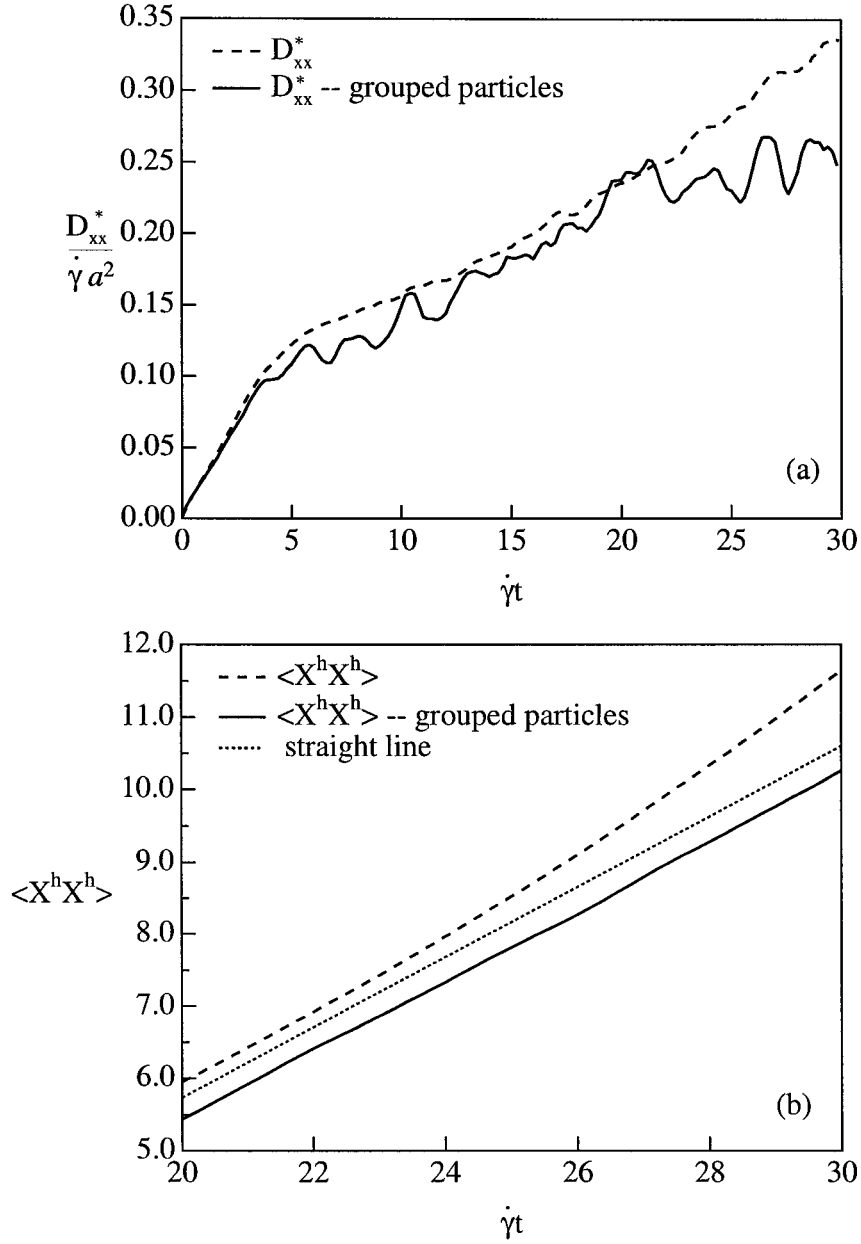 0.35
D*xx
D*xx -- grouped particles
0.30
0.25
D*xx
γ̇ a²
0.20
0.15
0.10
0.05
(a)
0.00
0 5 10 15 20 25 30
γ̇t
12.0
<XʰXʰ>
11.0
<XʰXʰ> -- grouped particles
straight line
10.0
9.0
<XʰXʰ>
8.0
7.0
6.0
(b)
5.0
20 22 24 26 28 30
γ̇t